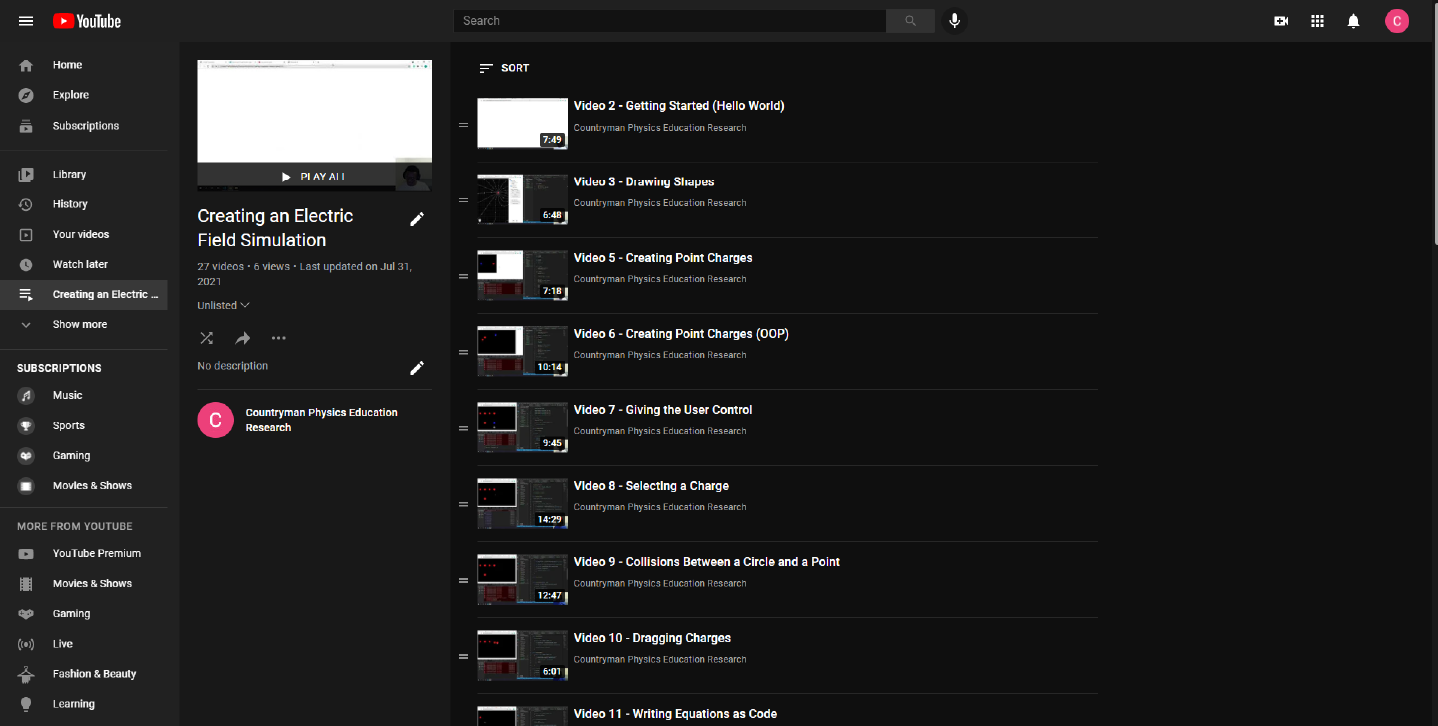 YouTube
Search
C
Home
Explore
Subscriptions
Library
History
Your videos
Watch later
Creating an Electric ...
Show more
SUBSCRIPTIONS
Music
Sports
Gaming
Movies & Shows
MORE FROM YOUTUBE
YouTube Premium
Movies & Shows
Gaming
Live
Fashion & Beauty
Learning
PLAY ALL
Creating an Electric
Field Simulation
27 videos • 6 views • Last updated on Jul 31,
2021
Unlisted
No description
C
Countryman Physics Education
Research
SORT
7:49
Video 2 - Getting Started (Hello World)
Countryman Physics Education Research
6:48
Video 3 - Drawing Shapes
Countryman Physics Education Research
7:18
Video 5 - Creating Point Charges
Countryman Physics Education Research
10:14
Video 6 - Creating Point Charges (OOP)
Countryman Physics Education Research
9:45
Video 7 - Giving the User Control
Countryman Physics Education Research
14:29
Video 8 - Selecting a Charge
Countryman Physics Education Research
12:47
Video 9 - Collisions Between a Circle and a Point
Countryman Physics Education Research
6:01
Video 10 - Dragging Charges
Countryman Physics Education Research
Video 11 - Writing Equations as Code